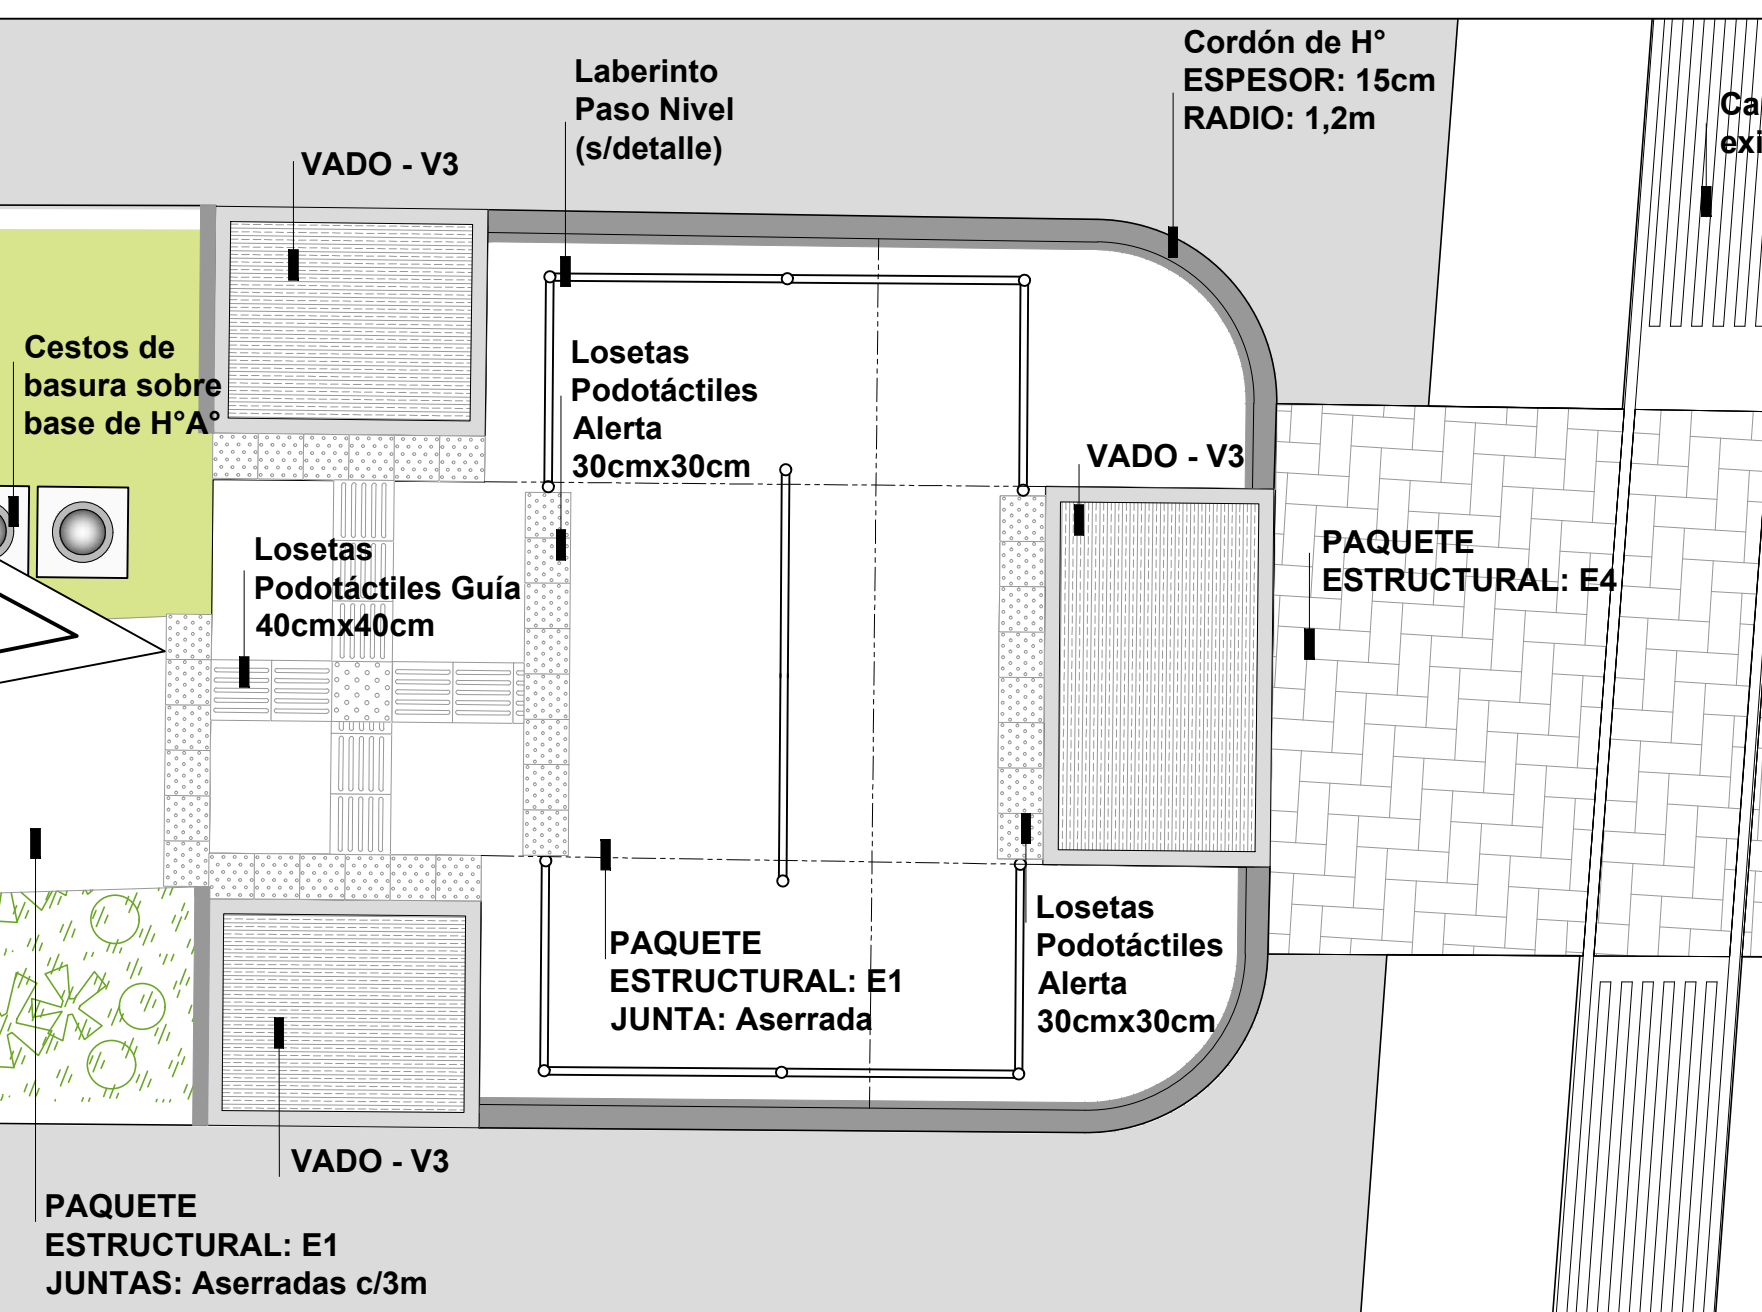 Cordón de H°
ESPESOR: 15cm
RADIO: 1,2m
Laberinto
Paso Nivel
(s/detalle)
VADO - V3
Cestos de
basura sobre
base de H°A°
Losetas
Podotáctiles
Alerta
30cmx30cm
VADO - V3
Losetas
Podotáctiles Guía
40cmx40cm
PAQUETE
ESTRUCTURAL: E4
PAQUETE
ESTRUCTURAL: E1
JUNTA: Aserrada
Losetas
Podotáctiles
Alerta
30cmx30cm
VADO - V3
PAQUETE
ESTRUCTURAL: E1
JUNTAS: Aserradas c/3m